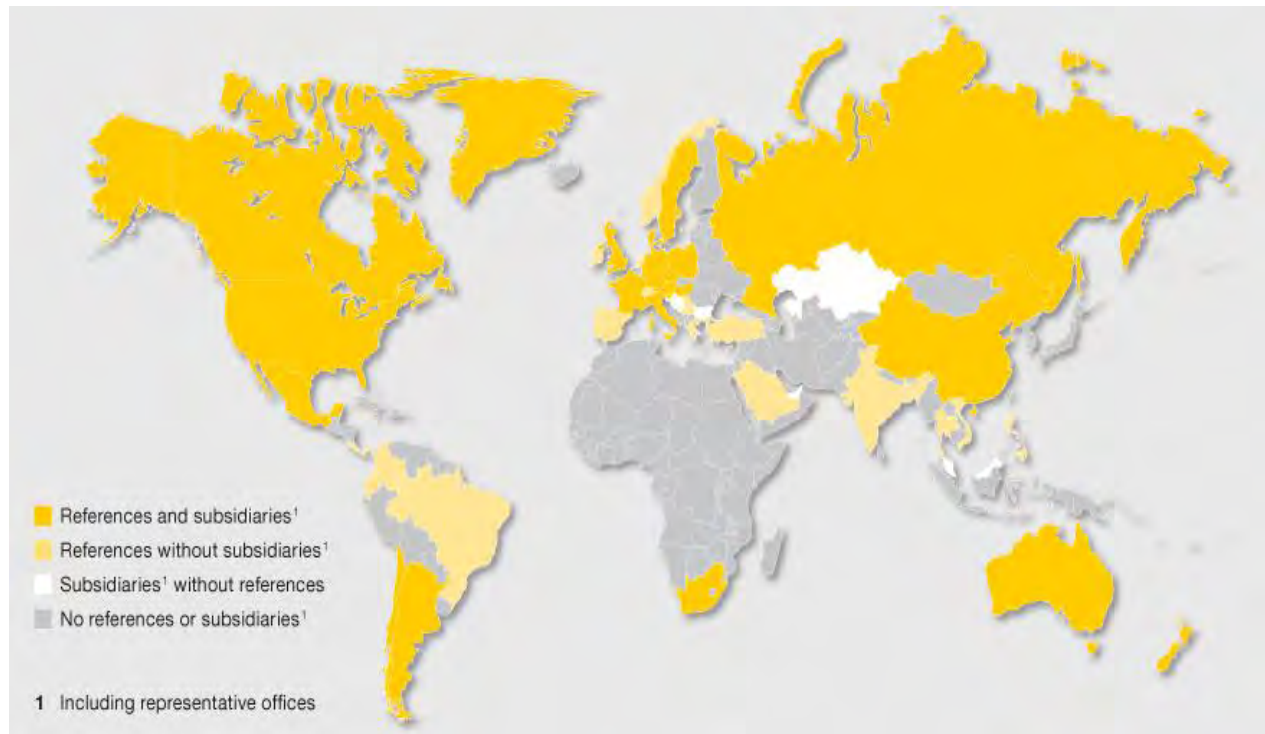 References and subsidiaries¹
References without subsidiaries¹
Subsidiaries¹ without references
No references or subsidiaries¹
1 Including representative offices